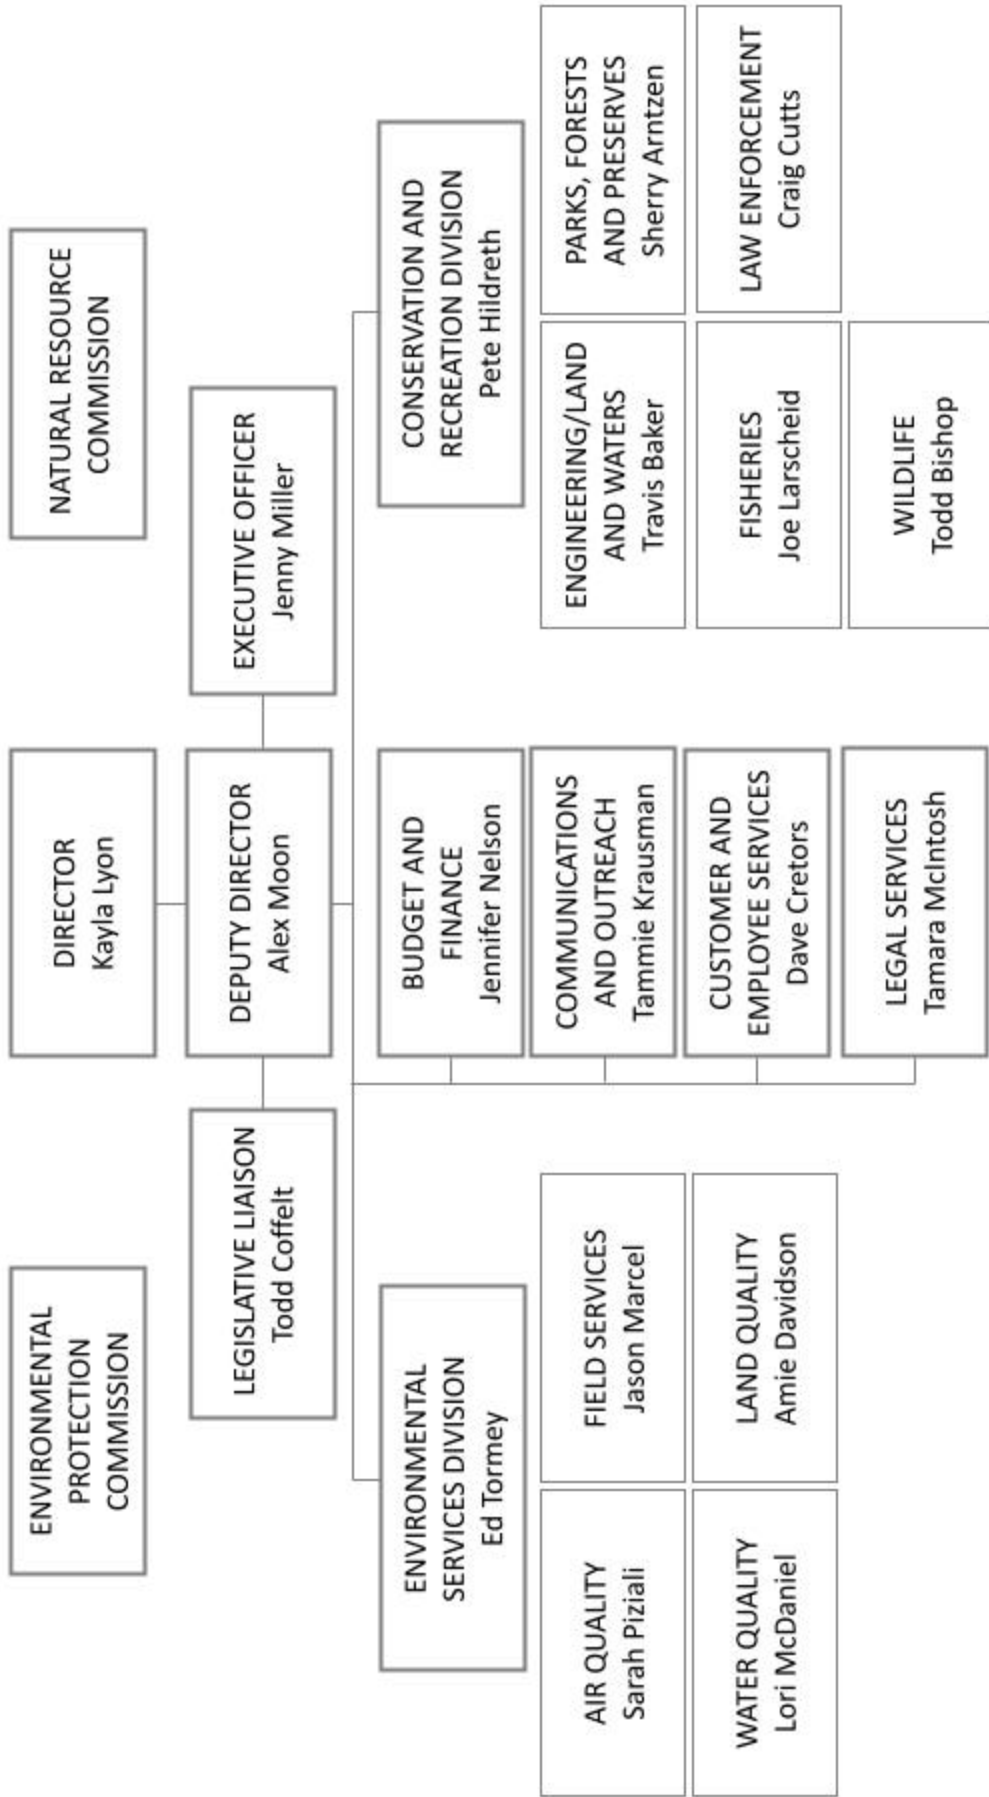 ENVIRONMENTAL
PROTECTION
COMMISSION
DIRECTOR
Kayla Lyon
NATURAL RESOURCE
COMMISSION
LEGISLATIVE LIAISON
Todd Coffelt
DEPUTY DIRECTOR
Alex Moon
EXECUTIVE OFFICER
Jenny Miller
ENVIRONMENTAL
SERVICES DIVISION
Ed Tormey
AIR QUALITY
Sarah Piziali
FIELD SERVICES
Jason Marcel
WATER QUALITY
Lori McDaniel
LAND QUALITY
Amie Davidson
BUDGET AND
FINANCE
Jennifer Nelson
COMMUNICATIONS
AND OUTREACH
Tammie Krausman
CUSTOMER AND
EMPLOYEE SERVICES
Dave Cretors
LEGAL SERVICES
Tamara McIntosh
CONSERVATION AND
RECREATION DIVISION
Pete Hildreth
ENGINEERING/LAND
AND WATERS
Travis Baker
PARKS, FORESTS
AND PRESERVES
Sherry Arntzen
FISHERIES
Joe Larscheid
LAW ENFORCEMENT
Craig Cutts
WILDLIFE
Todd Bishop